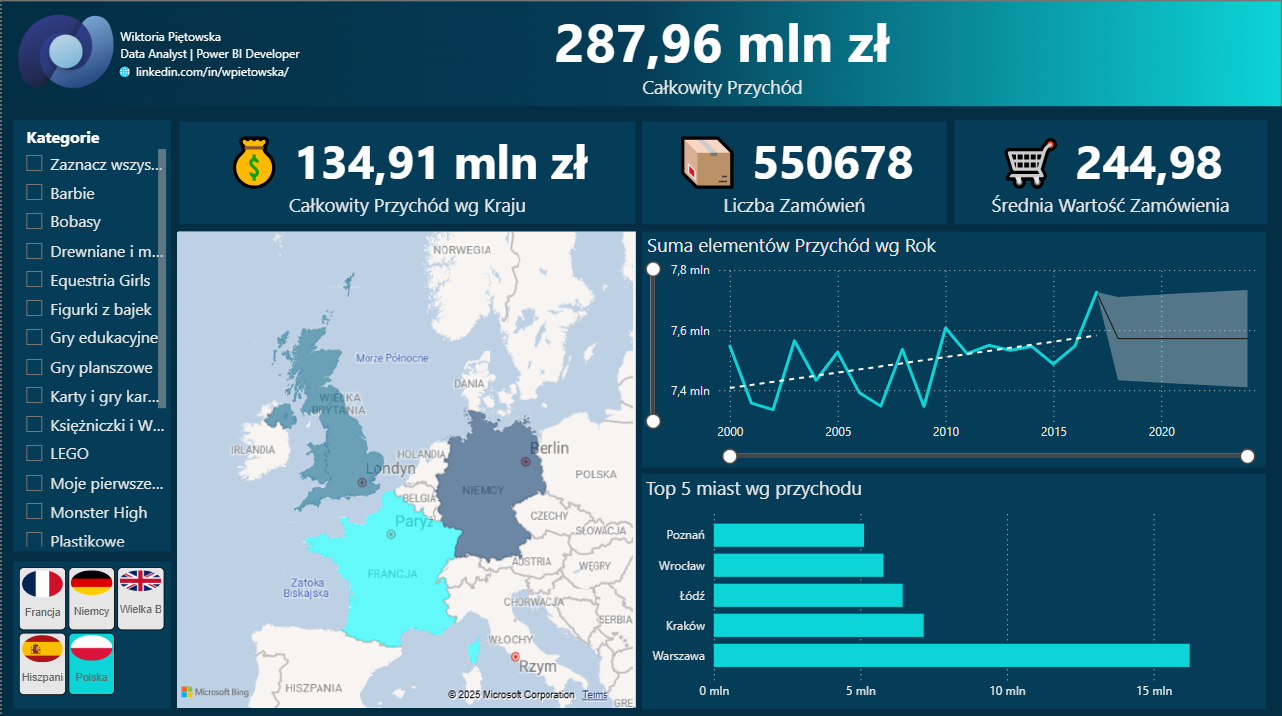 Wiktoria Piętowska
Data Analyst | Power BI Developer
linkedin.com/in/wpietowska/
287,96 mln zł
Całkowity Przychód
Kategorie
Zaznacz wszys...
Barbie
Bobasy
Drewniane i m...
Equestria Girls
Figurki z bajek
Gry edukacyjne
Gry planszowe
Karty i gry kar...
Księżniczki i W...
LEGO
Moje pierwsze...
Monster High
Plastikowe
Francja
Niemcy
Wielka B
Hiszpani
Polska
134,91 mln zł
Całkowity Przychód wg Kraju
550678
Liczba Zamówień
244,98
Średnia Wartość Zamówienia
NORWEGIA
Morze Północne
DANIA
WIELKA
BRYTANIA
IRLANDIA
HOLANDIA
Berlin
Londyn
POLSKA
NIEMCY
BELGIA
Paryż
CZECHY
SŁOWACJA
AUSTRIA
WĘGRY
FRANCJA
Zatoka
Biskajska
CHORWACJA
SERBIA
WŁOCHY
Rzym
HISZPANIA
GRE
Microsoft Bing
© 2025 Microsoft Corporation Terms
Suma elementów Przychód wg Rok
7,8 mln
7,6 mln
7,4 mln
2000 2005 2010 2015 2020
Top 5 miast wg przychodu
Poznań
Wrocław
Łódź
Kraków
Warszawa
0 mln 5 mln 10 mln 15 mln